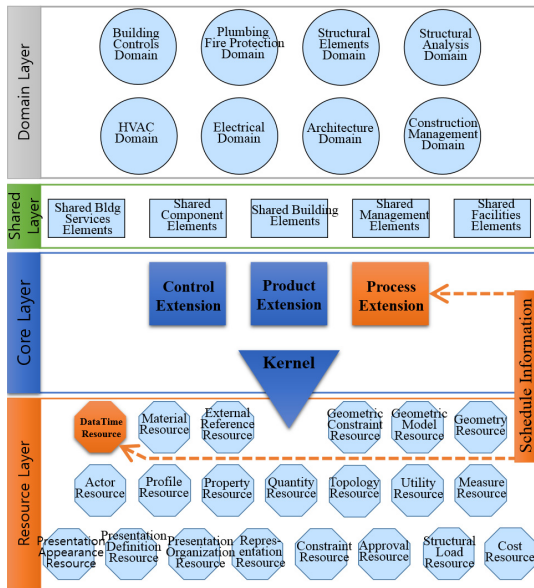 Domain Layer
Building
Controls
Domain
Plumbing
Fire Protection
Domain
Structural
Elements
Domain
Structural
Analysis
Domain
HVAC
Domain
Electrical
Domain
Architecture
Domain
Construction
Management
Domain
Shared
Layer
Shared Bldg
Services
Elements
Shared
Component
Elements
Shared Building
Elements
Shared
Management
Elements
Shared
Facilities
Elements
Core Layer
Control
Extension
Product
Extension
Process
Extension
Kernel
Schedule Information
Resource Layer
DataTime
Resource
Material
Resource
External
Reference
Resource
Geometric
Constraint
Resource
Geometric
Model
Resource
Geometry
Resource
Actor
Resource
Profile
Resource
Property
Resource
Quantity
Resource
Topology
Resource
Utility
Resource
Measure
Resource
Presentation
Appearance
Resource
Presentation
Definition
Resource
Presentation
Organization
Resource
Repres-
entation
Resource
Constraint
Resource
Approval
Resource
Structural
Load
Resource
Cost
Resource